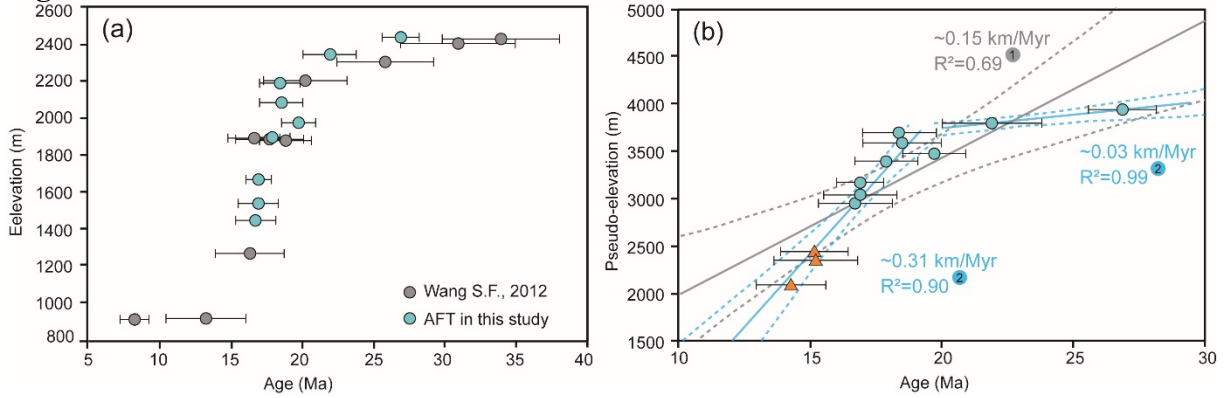 (a)
2600
2400
2200
2000
1800
1600
1400
1200
1000
800
Eelevation (m)
5
10
15
20
25
30
35
40
Age (Ma)
Wang S.F., 2012
AFT in this study
(b)
5000
4500
4000
3500
3000
2500
2000
1500
Pseudo-elevation (m)
10
15
20
25
30
Age (Ma)
~0.15 km/Myr
R²=0.69
1
~0.03 km/Myr
R²=0.99
2
~0.31 km/Myr
R²=0.90
2